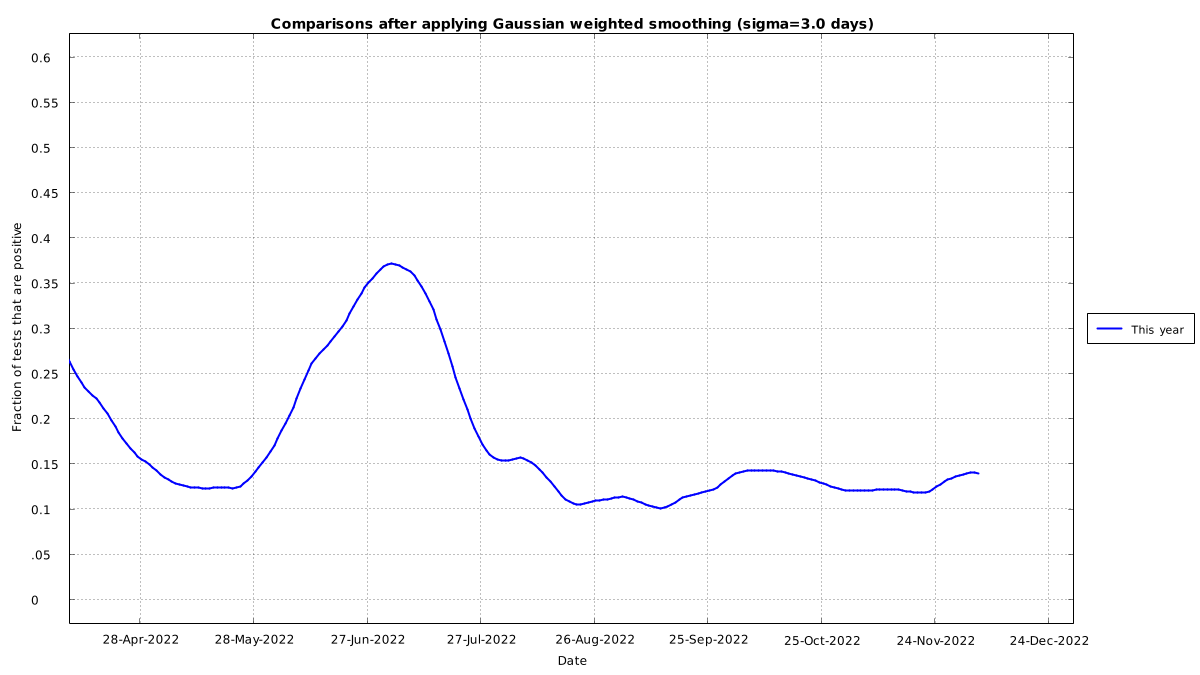 Comparisons after applying Gaussian weighted smoothing (sigma=3.0 days)
0.6
0.55
0.5
0.45
0.4
0.35
0.3
0.25
0.2
0.15
0.1
.05
0
Fraction of tests that are positive
This year
28-Apr-2022 28-May-2022 27-Jun-2022 27-Jul-2022 26-Aug-2022 25-Sep-2022 25-Oct-2022 24-Nov-2022 24-Dec-2022
Date